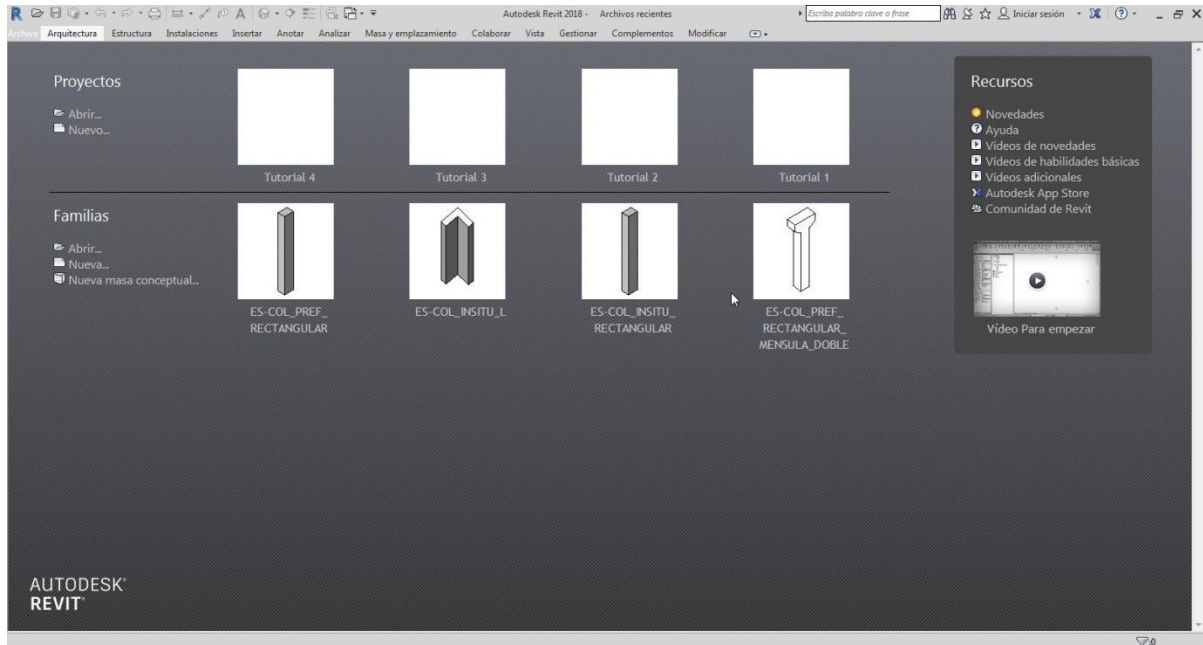 Autodesk Revit 2018 - Archivos recientes
Escriba palabra clave o frase
Iniciar sesión
Archivo Arquitectura Estructura Instalaciones Insertar Anotar Analizar Masa y emplazamiento Colaborar Vista Gestionar Complementos Modificar
Proyectos
Abrir...
Nuevo...
Tutorial 4
Tutorial 3
Tutorial 2
Tutorial 1
Familias
Abrir...
Nueva...
Nueva masa conceptual...
ES-COL_PREF_
RECTANGULAR
ES-COL_INSITU_L
ES-COL_INSITU_
RECTANGULAR
ES-COL_PREF_
RECTANGULAR_
MENSULA_DOBLE
Recursos
Novedades
Ayuda
Vídeos de novedades
Vídeos de habilidades básicas
Vídeos adicionales
Autodesk App Store
Comunidad de Revit
Vídeo Para empezar
AUTODESK®
REVIT®
:0